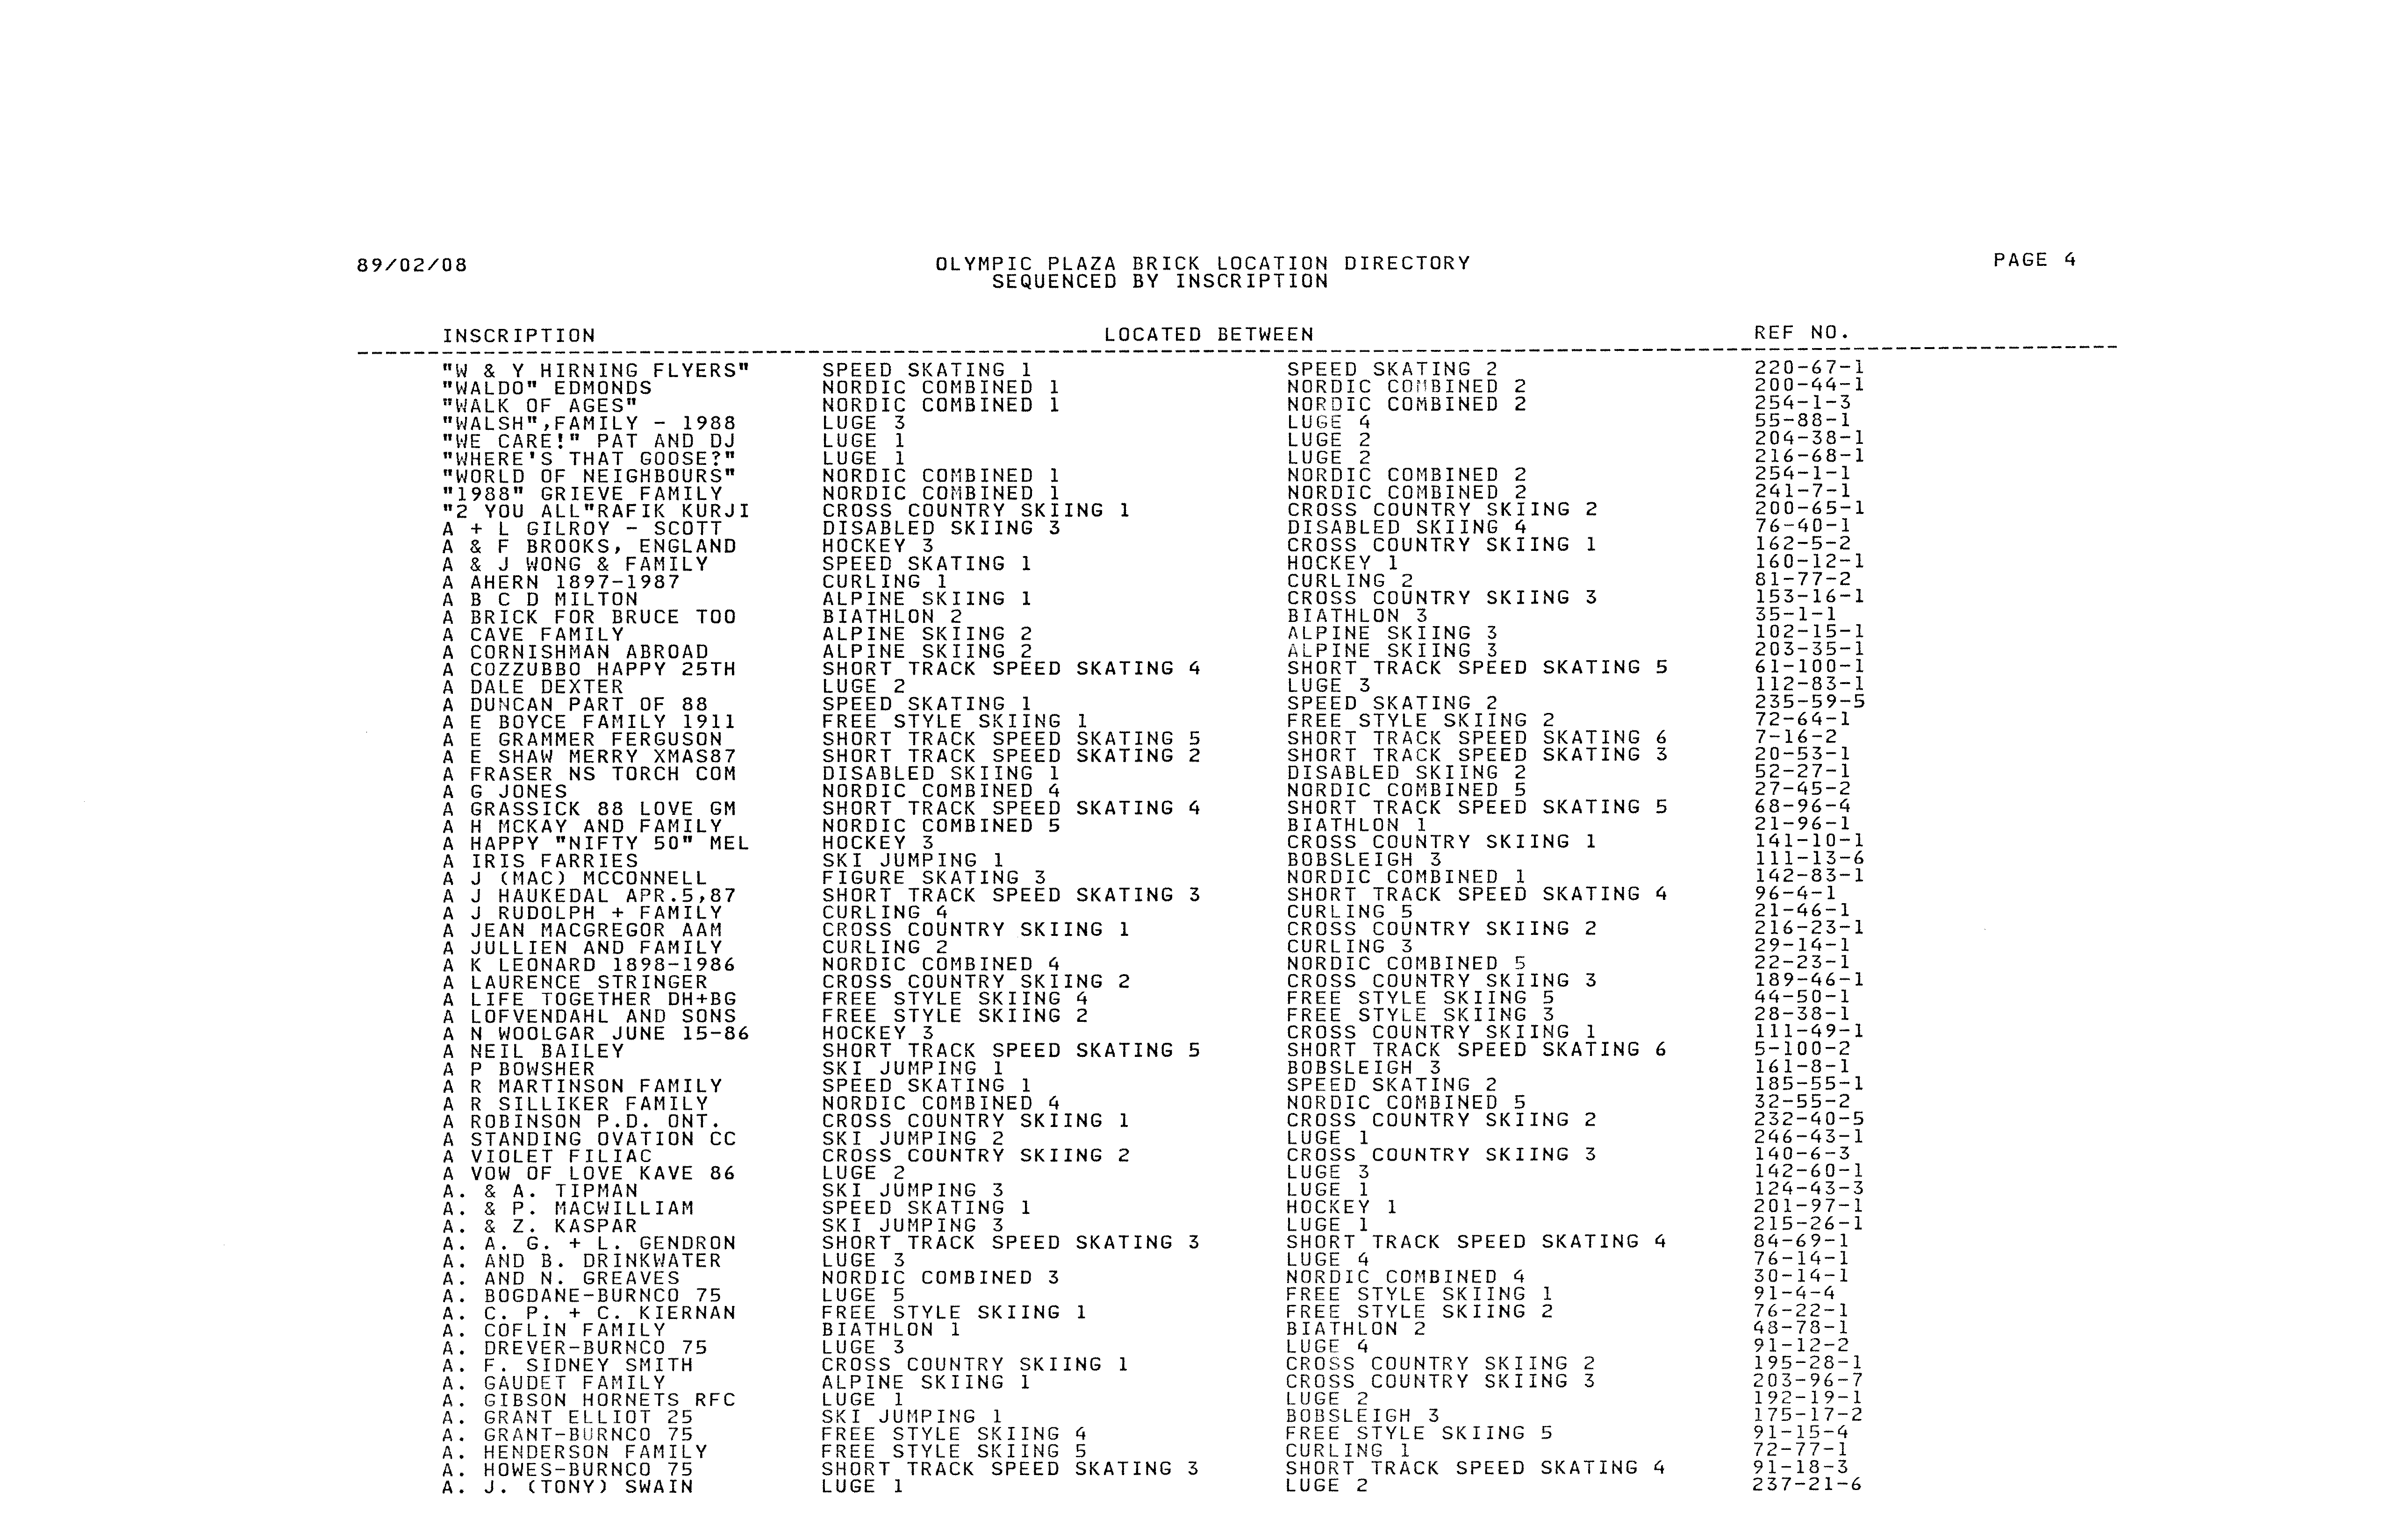 89/02/08 OLYMPIC PLAZA BRICK LOCATION DIRECTORY PAGE 4
SEQUENCED BY INSCRIPTION
INSCRIPTION LOCATED BETWEEN REF NO.
"W & Y HIRNING FLYERS" SPEED SKATING 1 SPEED SKATING 2 220-67-1
"WALDO" EDMONDS NORDIC COMBINED 1 NORDIC COMBINED 2 200-44-1
"WALK OF AGES" NORDIC COMBINED 1 NORDIC COMBINED 2 254-1-3
"WALSH",FAMILY - 1988 LUGE 3 LUGE 4 55-88-1
"WE CARE!" PAT AND DJ LUGE 1 LUGE 2 204-38-1
"WHERE'S THAT GOOSE?" LUGE 1 LUGE 2 216-68-1
"WORLD OF NEIGHBOURS" NORDIC COMBINED 1 NORDIC COMBINED 2 254-1-1
"1988" GRIEVE FAMILY NORDIC COMBINED 1 NORDIC COMBINED 2 241-7-1
"2 YOU ALL"RAFIK KURJI CROSS COUNTRY SKIING 1 CROSS COUNTRY SKIING 2 200-65-1
A + L GILROY - SCOTT DISABLED SKIING 3 DISABLED SKIING 4 76-40-1
A & F BROOKS, ENGLAND HOCKEY 3 CROSS COUNTRY SKIING 1 162-5-2
A & J WONG & FAMILY SPEED SKATING 1 HOCKEY 1 160-12-1
A AHERN 1897-1987 CURLING 1 CURLING 2 81-77-2
A B C D MILTON ALPINE SKIING 1 CROSS COUNTRY SKIING 3 153-16-1
A BRICK FOR BRUCE TOO BIATHLON 2 BIATHLON 3 35-1-1
A CAVE FAMILY ALPINE SKIING 2 ALPINE SKIING 3 102-15-1
A CORNISHMAN ABROAD ALPINE SKIING 2 ALPINE SKIING 3 203-35-1
A COZZUBBO HAPPY 25TH SHORT TRACK SPEED SKATING 4 SHORT TRACK SPEED SKATING 5 61-100-1
A DALE DEXTER LUGE 2 LUGE 3 112-83-1
A DUNCAN PART OF 88 SPEED SKATING 1 SPEED SKATING 2 235-59-5
A E BOYCE FAMILY 1911 FREE STYLE SKIING 1 FREE STYLE SKIING 2 72-64-1
A E GRAMMER FERGUSON SHORT TRACK SPEED SKATING 5 SHORT TRACK SPEED SKATING 6 7-16-2
A E SHAW MERRY XMAS87 SHORT TRACK SPEED SKATING 2 SHORT TRACK SPEED SKATING 3 20-53-1
A FRASER NS TORCH COM DISABLED SKIING 1 DISABLED SKIING 2 52-27-1
A G JONES NORDIC COMBINED 4 NORDIC COMBINED 5 27-45-2
A GRASSICK 88 LOVE GM SHORT TRACK SPEED SKATING 4 SHORT TRACK SPEED SKATING 5 68-96-4
A H MCKAY AND FAMILY NORDIC COMBINED 5 BIATHLON 1 21-96-1
A HAPPY "NIFTY 50" MEL HOCKEY 3 CROSS COUNTRY SKIING 1 141-10-1
A IRIS FARRIES SKI JUMPING 1 BOBSLEIGH 3 111-13-6
A J (MAC) MCCONNELL FIGURE SKATING 3 NORDIC COMBINED 1 142-83-1
A J HAUKEDAL APR.5,87 SHORT TRACK SPEED SKATING 3 SHORT TRACK SPEED SKATING 4 96-4-1
A J RUDOLPH + FAMILY CURLING 4 CURLING 5 21-46-1
A JEAN MACGREGOR AAM CROSS COUNTRY SKIING 1 CROSS COUNTRY SKIING 2 216-23-1
A JULLIEN AND FAMILY CURLING 2 CURLING 3 29-14-1
A K LEONARD 1898-1986 NORDIC COMBINED 4 NORDIC COMBINED 5 22-23-1
A LAURENCE STRINGER CROSS COUNTRY SKIING 2 CROSS COUNTRY SKIING 3 189-46-1
A LIFE TOGETHER DH+BG FREE STYLE SKIING 4 FREE STYLE SKIING 5 44-50-1
A LOFVENDAHL AND SONS FREE STYLE SKIING 2 FREE STYLE SKIING 3 28-38-1
A N WOOLGAR JUNE 15-86 HOCKEY 3 CROSS COUNTRY SKIING 1 111-49-1
A NEIL BAILEY SHORT TRACK SPEED SKATING 5 SHORT TRACK SPEED SKATING 6 5-100-2
A P BOWSHER SKI JUMPING 1 BOBSLEIGH 3 161-8-1
A R MARTINSON FAMILY SPEED SKATING 1 SPEED SKATING 2 185-55-1
A R SILLIKER FAMILY NORDIC COMBINED 4 NORDIC COMBINED 5 32-55-2
A ROBINSON P.D. ONT. CROSS COUNTRY SKIING 1 CROSS COUNTRY SKIING 2 232-40-5
A STANDING OVATION CC SKI JUMPING 2 LUGE 1 246-43-1
A VIOLET FILIAC CROSS COUNTRY SKIING 2 CROSS COUNTRY SKIING 3 140-6-3
A VOW OF LOVE KAVE 86 LUGE 2 LUGE 3 142-60-1
A. & A. TIPMAN SKI JUMPING 3 LUGE 1 124-43-3
A. & P. MACWILLIAM SPEED SKATING 1 HOCKEY 1 201-97-1
A. & Z. KASPAR SKI JUMPING 3 LUGE 1 215-26-1
A. A. G. + L. GENDRON SHORT TRACK SPEED SKATING 3 SHORT TRACK SPEED SKATING 4 84-69-1
A. AND B. DRINKWATER LUGE 3 LUGE 4 76-14-1
A. AND N. GREAVES NORDIC COMBINED 3 NORDIC COMBINED 4 30-14-1
A. BOGDANE-BURNCO 75 LUGE 5 FREE STYLE SKIING 1 91-4-4
A. C. P. + C. KIERNAN FREE STYLE SKIING 1 FREE STYLE SKIING 2 76-22-1
A. COFLIN FAMILY BIATHLON 1 BIATHLON 2 48-78-1
A. DREVER-BURNCO 75 LUGE 3 LUGE 4 91-12-2
A. F. SIDNEY SMITH CROSS COUNTRY SKIING 1 CROSS COUNTRY SKIING 2 195-28-1
A. GAUDET FAMILY ALPINE SKIING 1 CROSS COUNTRY SKIING 3 203-96-7
A. GIBSON HORNETS RFC LUGE 1 LUGE 2 192-19-1
A. GRANT ELLIOT 25 SKI JUMPING 1 BOBSLEIGH 3 175-17-2
A. GRANT-BURNCO 75 FREE STYLE SKIING 4 FREE STYLE SKIING 5 91-15-4
A. HENDERSON FAMILY FREE STYLE SKIING 5 CURLING 1 72-77-1
A. HOWES-BURNCO 75 SHORT TRACK SPEED SKATING 3 SHORT TRACK SPEED SKATING 4 91-18-3
A. J. (TONY) SWAIN LUGE 1 LUGE 2 237-21-6